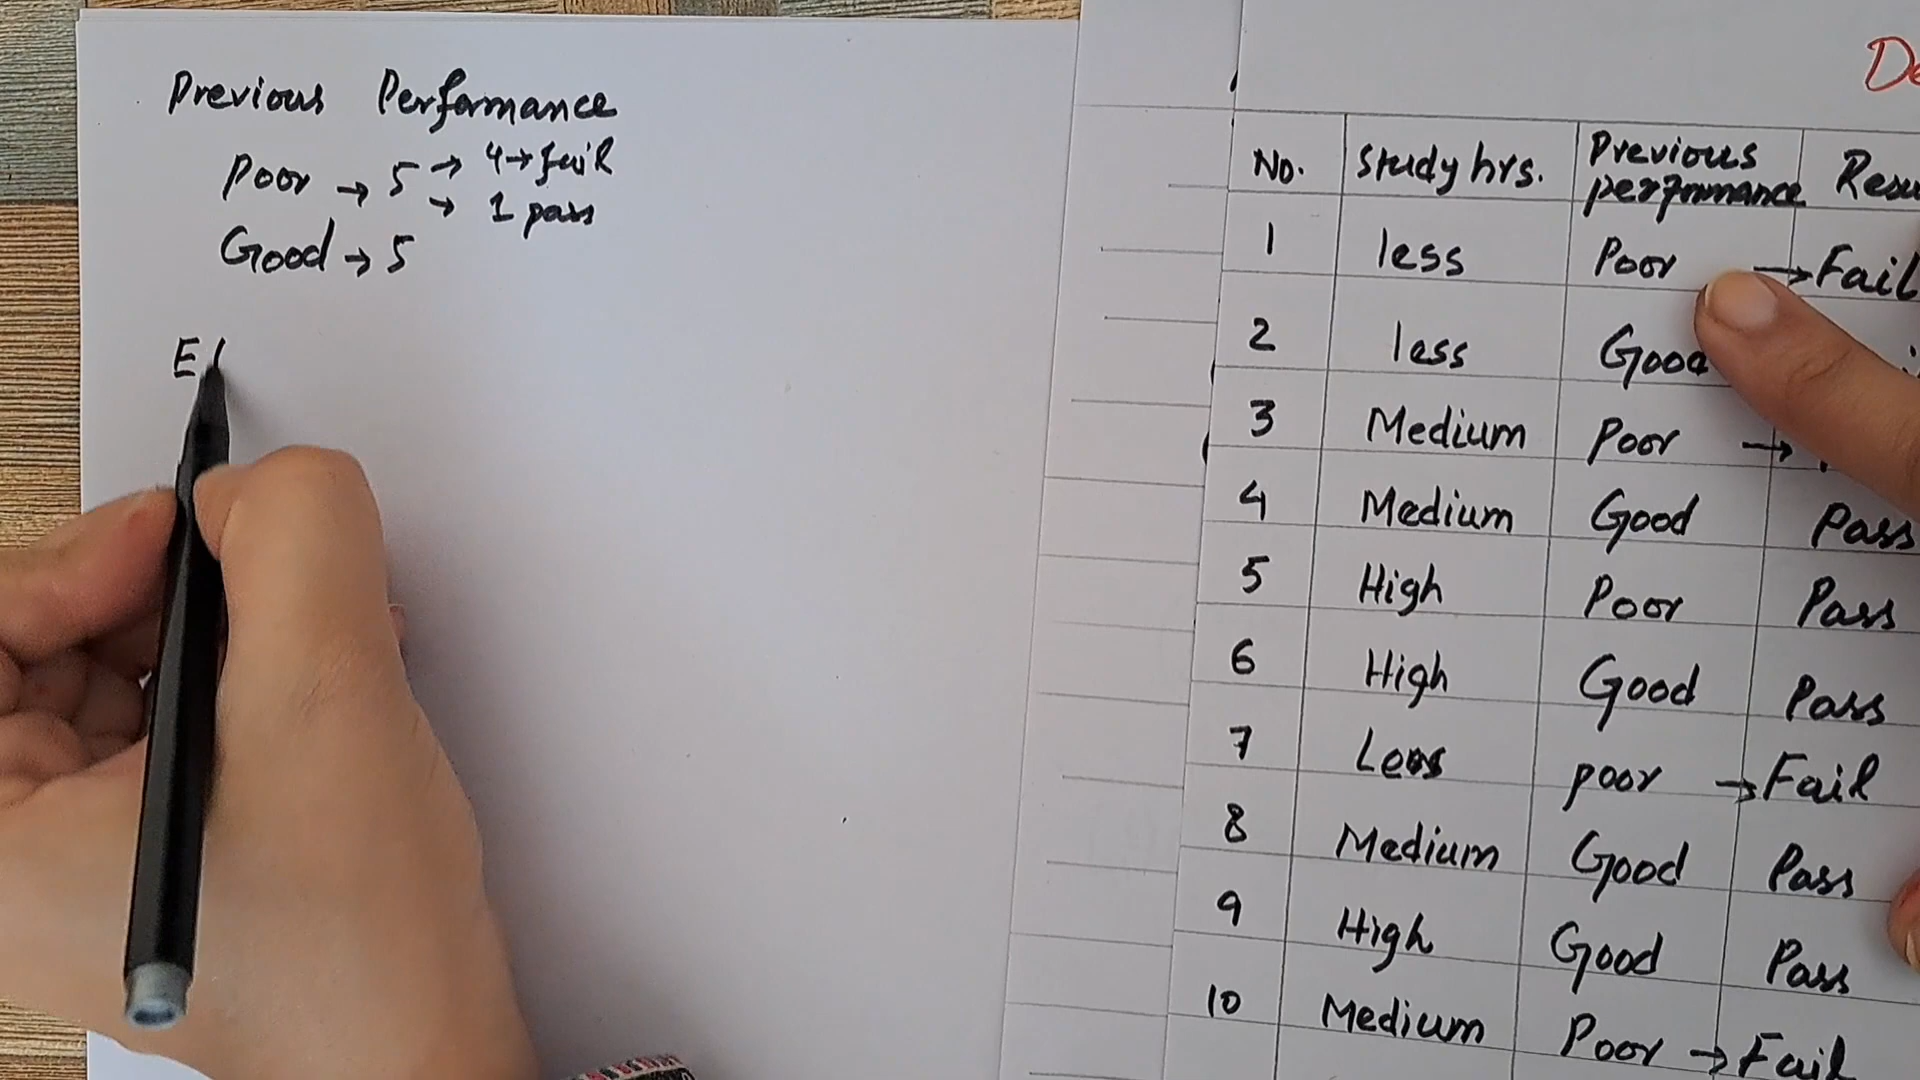 Previous Performance
Poor → 5 → 4→ fail
→ 1 pass
Good → 5
E(
No. Study hrs. Previous performance
1 less Poor → Fail
2 less Good
3 Medium Poor →
4 Medium Good Pass
5 High Poor Pass
6 High Good Pass
7 Less poor → Fail
8 Medium Good Pass
9 High Good Pass
10 Medium Poor → Fail